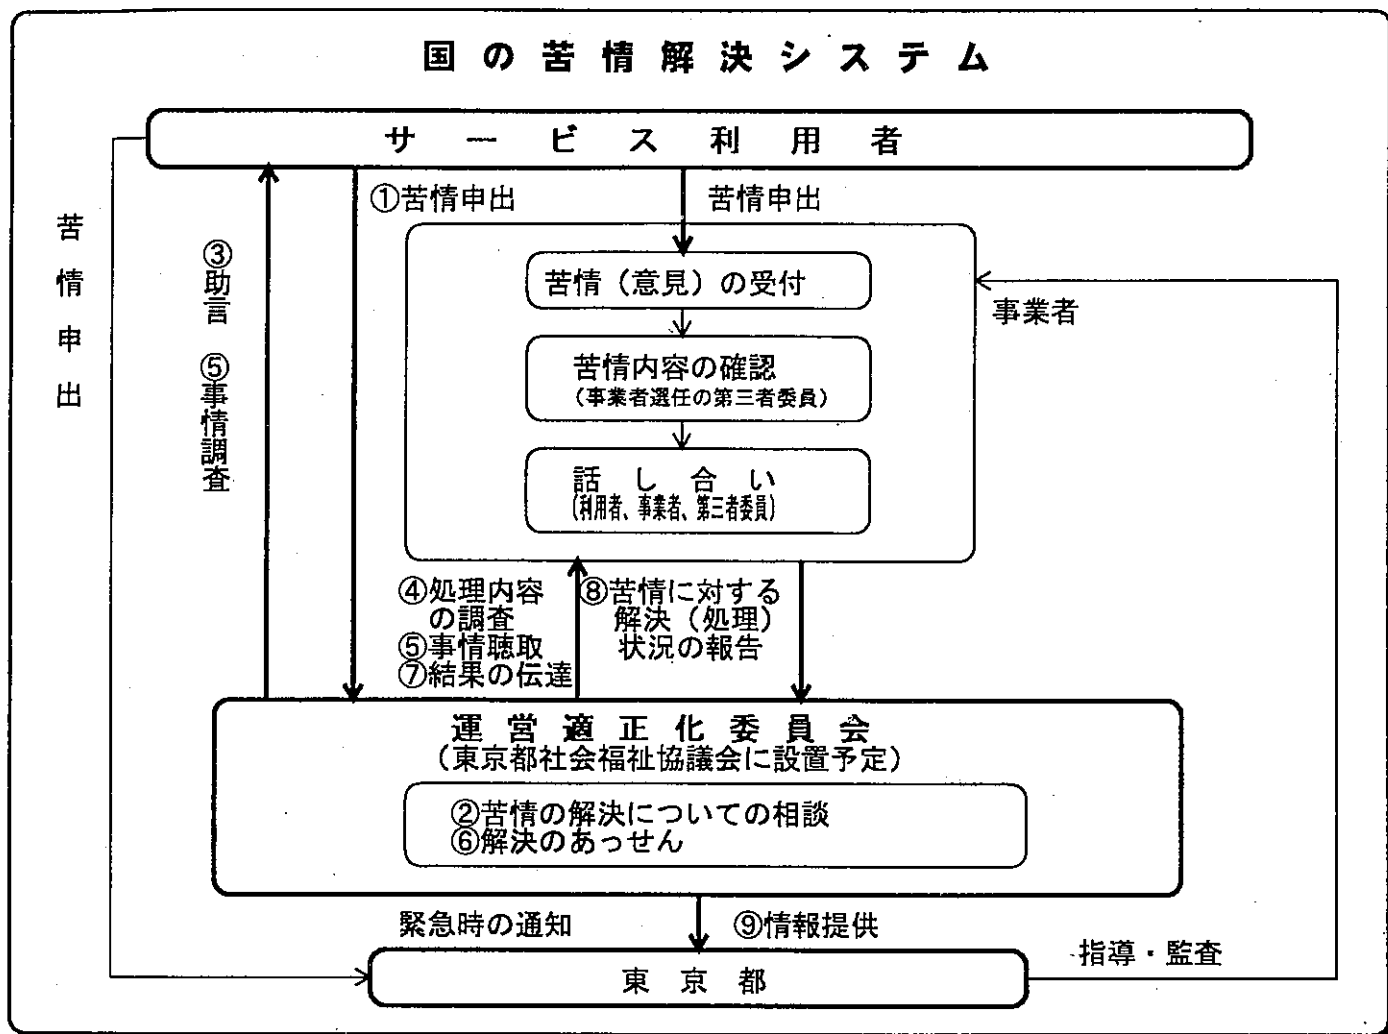 国の苦情解決システム
サービス利用者
苦情申出
①苦情申出
苦情申出
③助言 ⑤事情調査
苦情（意見）の受付
事業者
苦情内容の確認
（事業者選任の第三者委員）
話し合い
（利用者、事業者、第三者委員）
④処理内容
の調査
⑤事情聴取
⑦結果の伝達
⑧苦情に対する
解決（処理）
状況の報告
運営適正化委員会
（東京都社会福祉協議会に設置予定）
②苦情の解決についての相談
⑥解決のあっせん
緊急時の通知
⑨情報提供
指導・監査
東京都